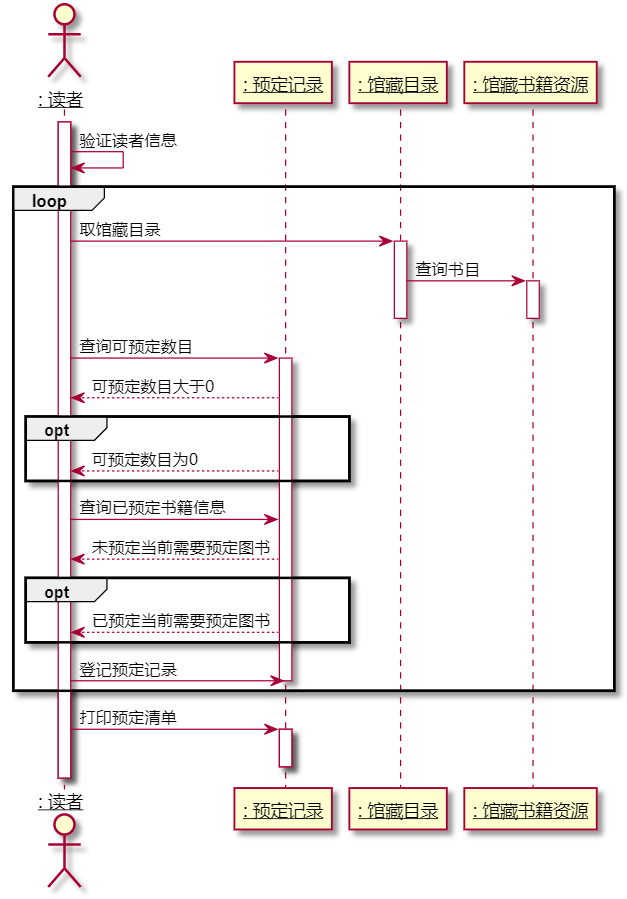 : 读者
: 预定记录
: 馆藏目录
: 馆藏书籍资源
验证读者信息
loop
取馆藏目录
查询书目
查询可预定数目
可预定数目大于0
opt
可预定数目为0
查询已预定书籍信息
未预定当前需要预定图书
opt
已预定当前需要预定图书
登记预定记录
打印预定清单
: 读者
: 预定记录
: 馆藏目录
: 馆藏书籍资源